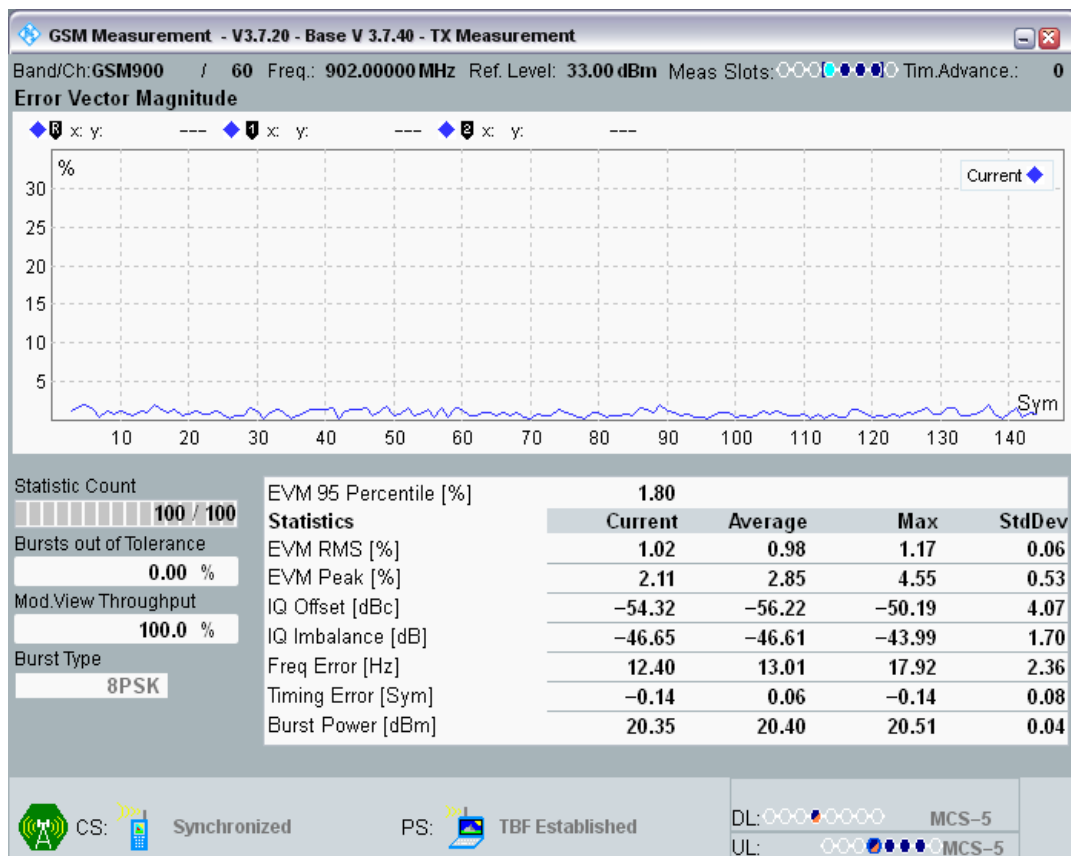 GSM Measurement - V3.7.20 - Base V 3.7.40 - TX Measurement
Band/Ch:GSM900 / 60 Freq.: 902.00000 MHz Ref. Level: 33.00 dBm Meas Slots: Tim.Advance.: 0
Error Vector Magnitude
R x: y: --- 1 x: y: --- 2 x: y: ---
%
Current
30
25
20
15
10
5
Sym
10 20 30 40 50 60 70 80 90 100 110 120 130 140
Statistic Count
100 / 100
Bursts out of Tolerance
0.00 %
Mod.View Throughput
100.0 %
Burst Type
8PSK
EVM 95 Percentile [%] 1.80
Statistics Current Average Max StdDev
EVM RMS [%] 1.02 0.98 1.17 0.06
EVM Peak [%] 2.11 2.85 4.55 0.53
IQ Offset [dBc] −54.32 −56.22 −50.19 4.07
IQ Imbalance [dB] −46.65 −46.61 −43.99 1.70
Freq Error [Hz] 12.40 13.01 17.92 2.36
Timing Error [Sym] −0.14 0.06 −0.14 0.08
Burst Power [dBm] 20.35 20.40 20.51 0.04
CS: Synchronized PS: TBF Established
DL: MCS−5
UL: MCS−5